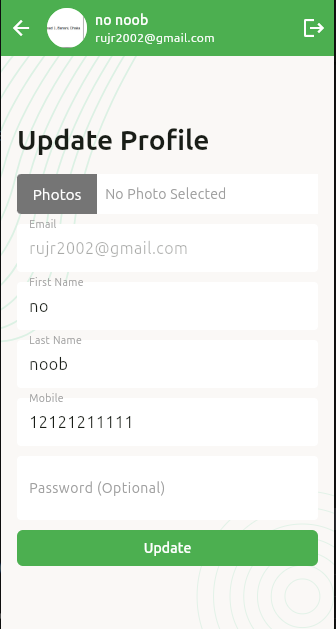 no noob
rujr2002@gmail.com
Update Profile
Photos No Photo Selected
Email
rujr2002@gmail.com
First Name
no
Last Name
noob
Mobile
12121211111
Password (Optional)
Update